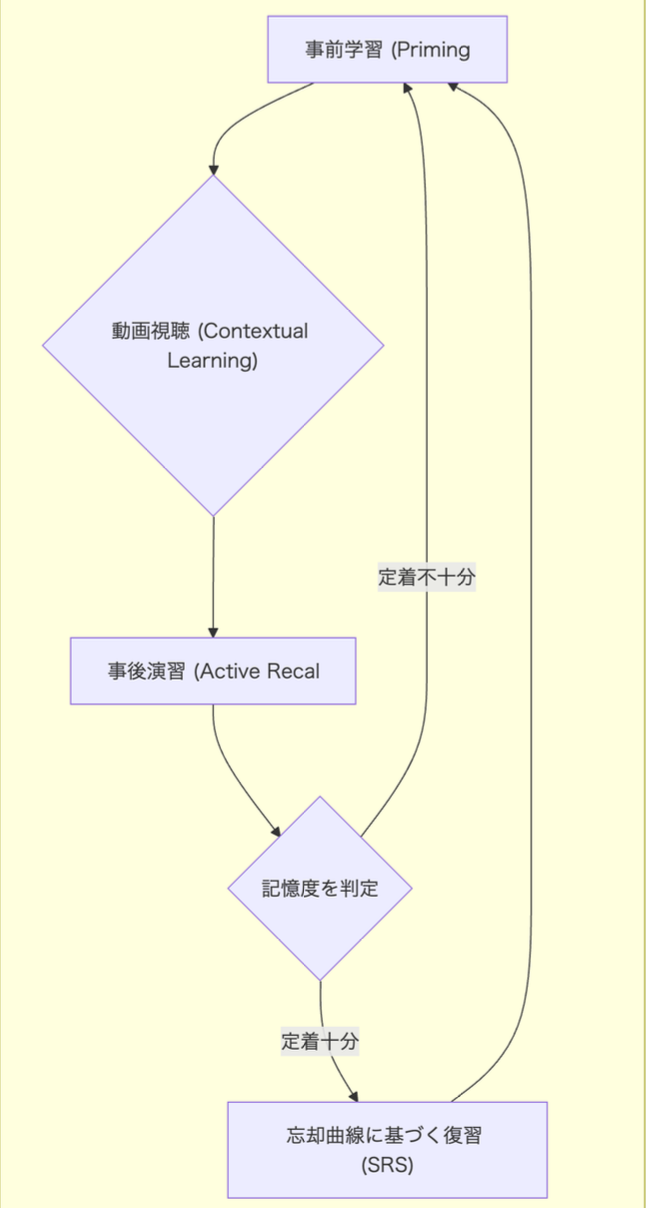 事前学習 (Priming
動画視聴 (Contextual
Learning)
定着不十分
事後演習 (Active Recal
記憶度を判定
定着十分
忘却曲線に基づく復習
(SRS)